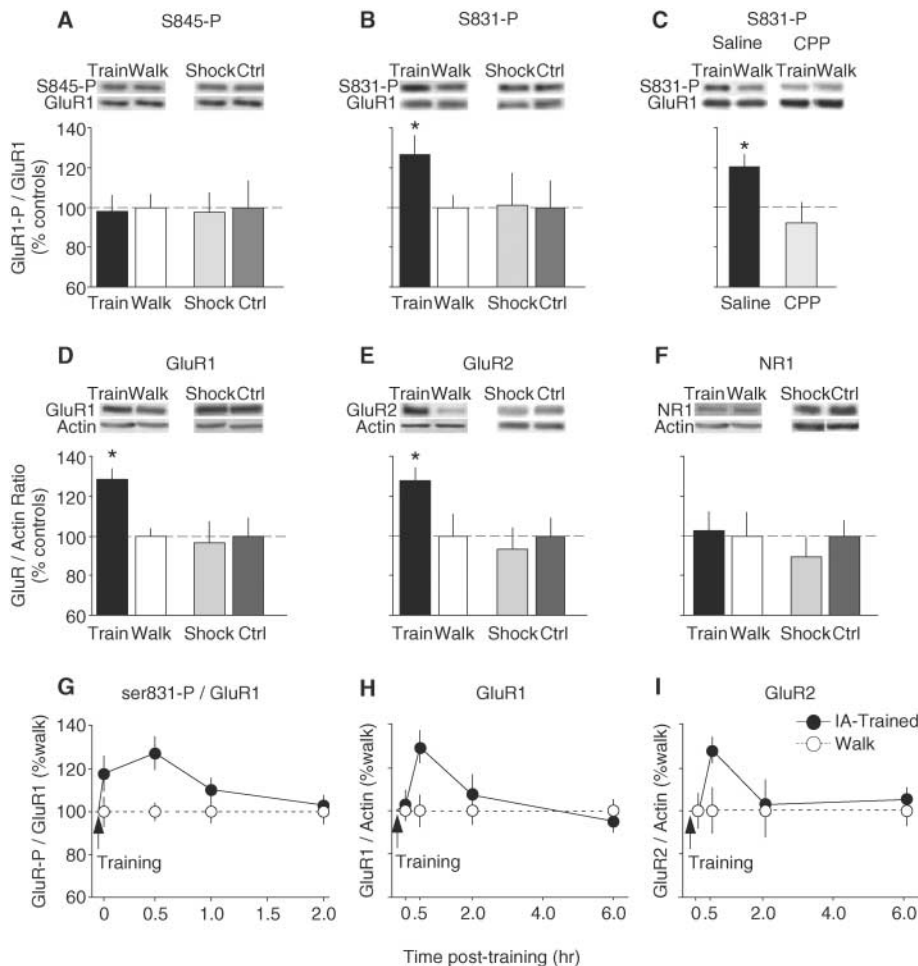 A S845-P
Train Walk Shock Ctrl
S845-P
GluR1
GluR1-P / GluR1
(% controls)
140
120
100
80
60
Train Walk Shock Ctrl
B S831-P
Train Walk Shock Ctrl
S831-P
GluR1
*
Train Walk Shock Ctrl
C S831-P
Saline CPP
Train Walk Train Walk
S831-P
GluR1
*
Saline CPP
D GluR1
Train Walk Shock Ctrl
GluR1
Actin
GluR / Actin Ratio
(% controls)
140
120
100
80
60
*
Train Walk Shock Ctrl
E GluR2
Train Walk Shock Ctrl
GluR2
Actin
*
Train Walk Shock Ctrl
F NR1
Train Walk Shock Ctrl
NR1
Actin
Train Walk Shock Ctrl
G ser831-P / GluR1
GluR-P / GluR1 (%walk)
140
120
100
80
60
Training
0 0.5 1.0 1.5 2.0
H GluR1
GluR1 / Actin (%walk)
Training
0.5 2.0 4.0 6.0
I GluR2
IA-Trained
Walk
GluR2 / Actin (%walk)
Training
0.5 2.0 4.0 6.0
Time post-training (hr)